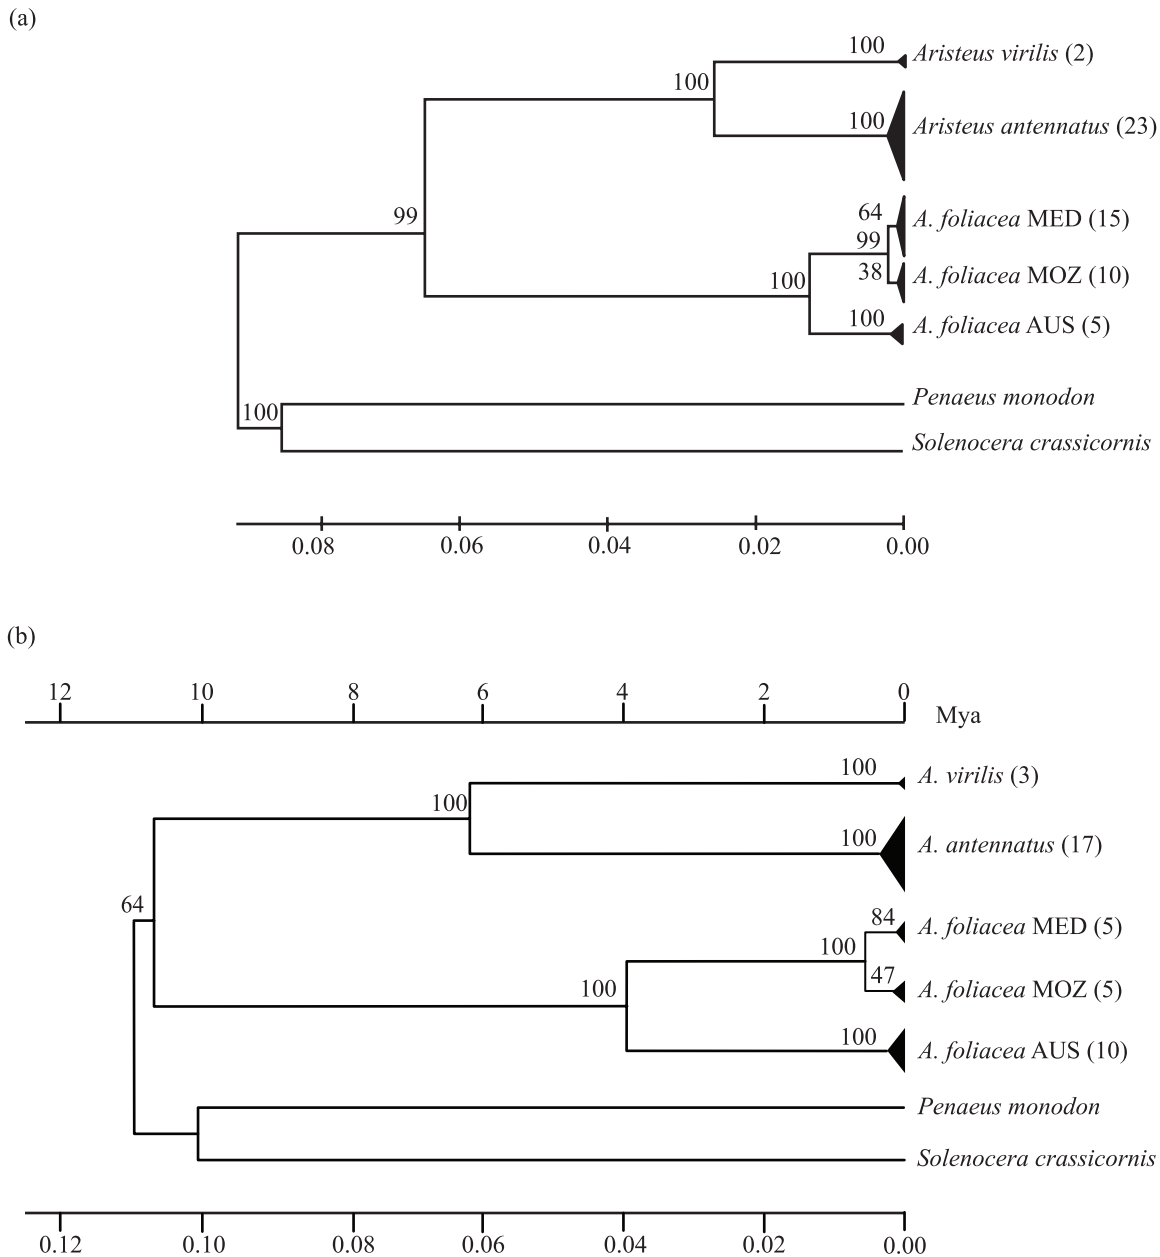 (a)
100
Aristeus virilis (2)
100
100
Aristeus antennatus (23)
99
64
A. foliacea MED (15)
99
38
A. foliacea MOZ (10)
100
100
A. foliacea AUS (5)
Penaeus monodon
100
Solenocera crassicornis
0.08 0.06 0.04 0.02 0.00
(b)
12 10 8 6 4 2 0
Mya
100
A. virilis (3)
100
100
A. antennatus (17)
64
84
A. foliacea MED (5)
100
47
A. foliacea MOZ (5)
100
100
A. foliacea AUS (10)
Penaeus monodon
Solenocera crassicornis
0.12 0.10 0.08 0.06 0.04 0.02 0.00